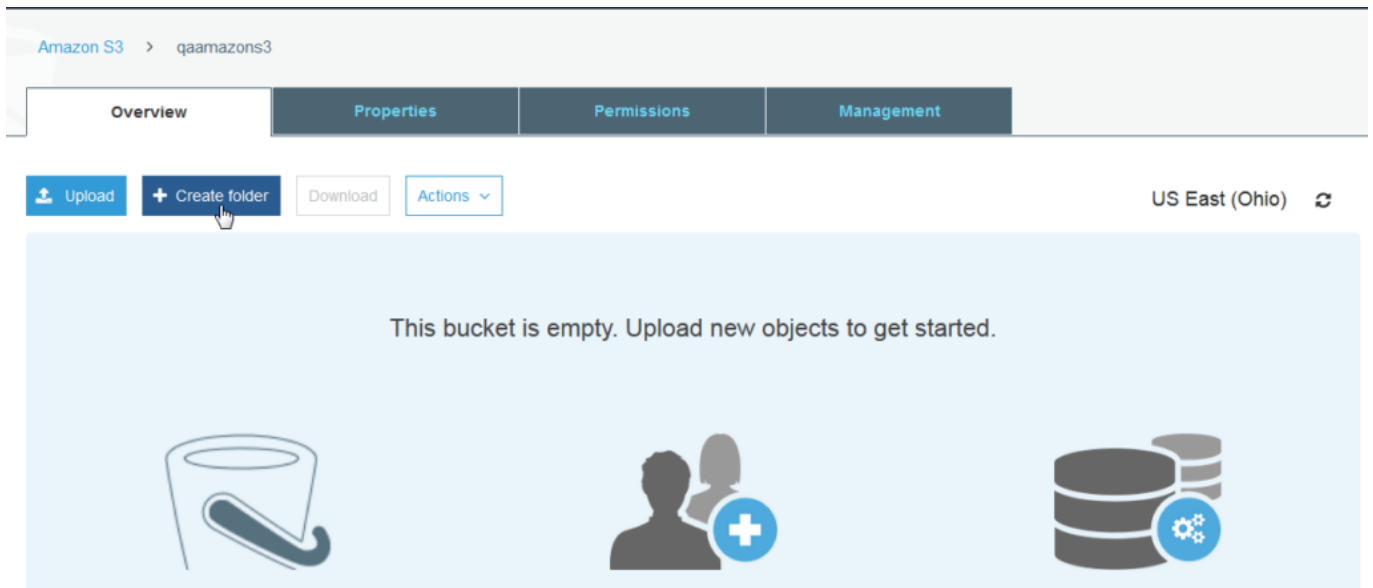 Amazon S3 > qaamazons3
Overview Properties Permissions Management
Upload + Create folder Download Actions US East (Ohio)
This bucket is empty. Upload new objects to get started.